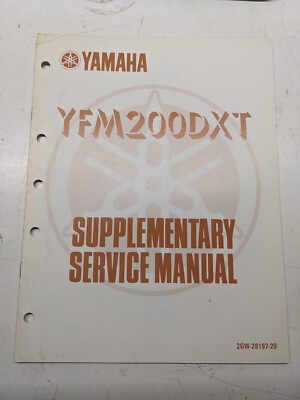 YAMAHA
YFM200DXT
SUPPLEMENTARY
SERVICE MANUAL
2GW-28197-20